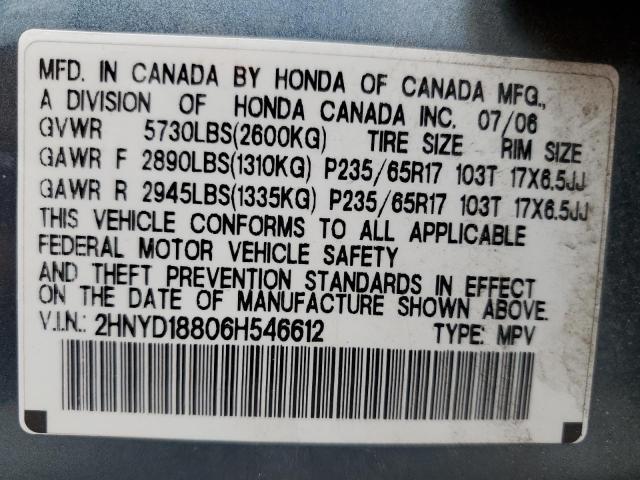 MFD. IN CANADA BY HONDA OF CANADA MFG.,
A DIVISION OF HONDA CANADA INC. 07/06
GVWR 5730LBS(2600KG) TIRE SIZE RIM SIZE
GAWR F 2890LBS(1310KG) P235/65R17 103T 17X6.5JJ
GAWR R 2945LBS(1335KG) P235/65R17 103T 17X6.5JJ
THIS VEHICLE CONFORMS TO ALL APPLICABLE
FEDERAL MOTOR VEHICLE SAFETY
AND THEFT PREVENTION STANDARDS IN EFFECT
ON THE DATE OF MANUFACTURE SHOWN ABOVE.
V.I.N.: 2HNYD18806H546612 TYPE: MPV